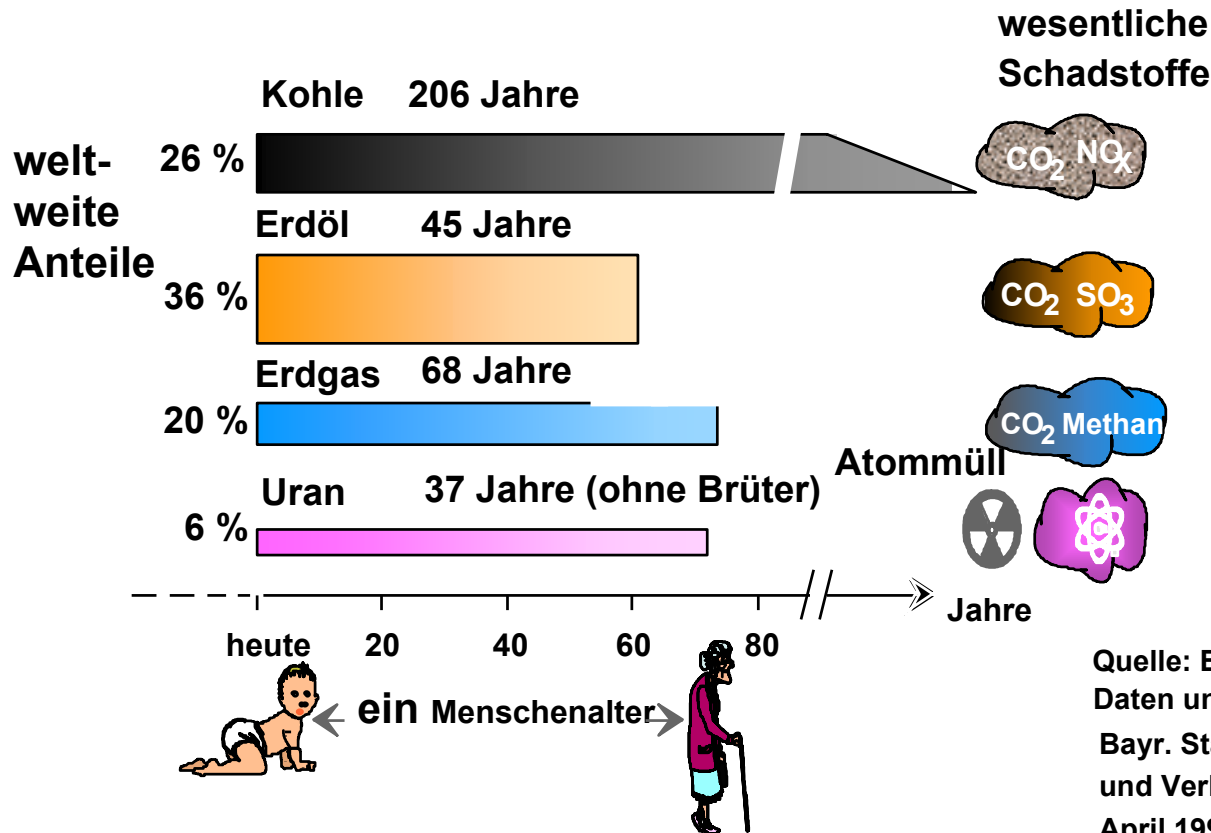 wesentliche
Schadstoffe
Kohle 206 Jahre
welt-
weite
Anteile
26 %
CO2 NOX
Erdöl 45 Jahre
36 %
CO2 SO3
Erdgas 68 Jahre
20 %
CO2 Methan
Atommüll
Uran 37 Jahre (ohne Brüter)
6 %
Jahre
heute 20 40 60 80
ein Menschenalter
Quelle:
Daten
Bayr.
und
April